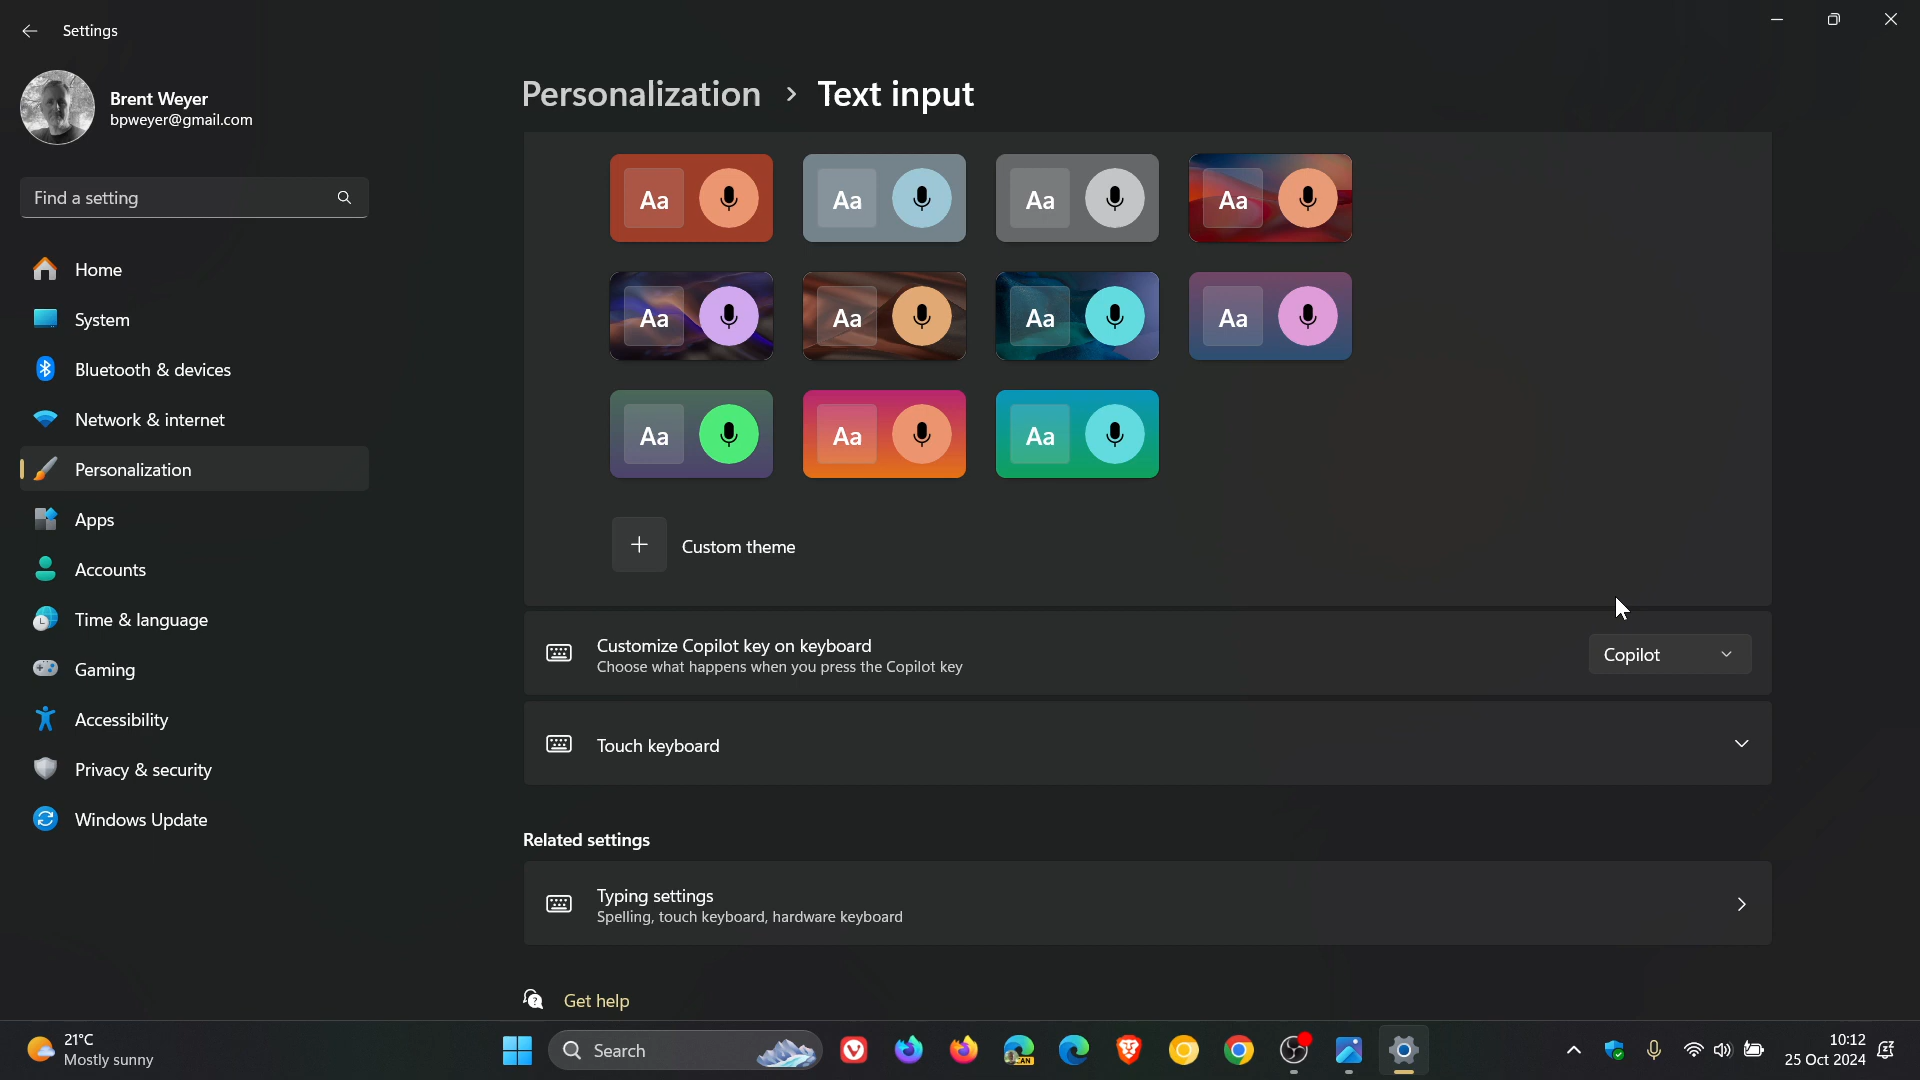 Settings
Brent Weyer
bpweyer@gmail.com
Find a setting
Home
System
Bluetooth & devices
Network & internet
Personalization
Apps
Accounts
Time & language
Gaming
Accessibility
Privacy & security
Windows Update
Personalization > Text input
Aa Aa Aa Aa
Aa Aa Aa Aa
Aa Aa Aa
Custom theme
Customize Copilot key on keyboard
Choose what happens when you press the Copilot key
Copilot
Touch keyboard
Related settings
Typing settings
Spelling, touch keyboard, hardware keyboard
Get help
21°C
Mostly sunny
Search
CAN
10:12
25 Oct 2024